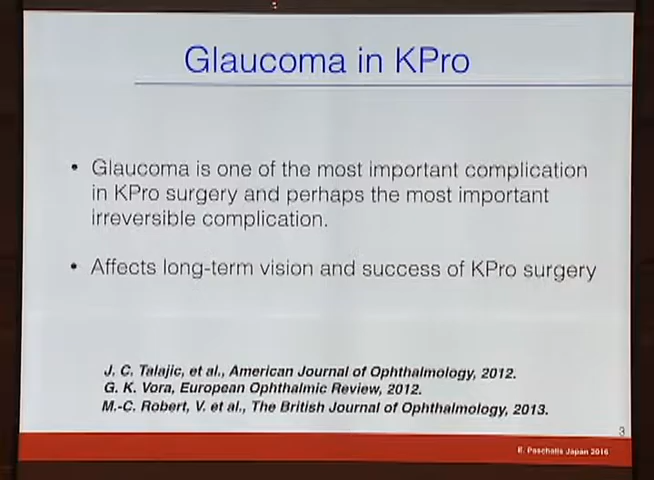 Glaucoma in KPro
• Glaucoma is one of the most important complication
in KPro surgery and perhaps the most important
irreversible complication.
• Affects long-term vision and success of KPro surgery
J. C. Talajic, et al., American Journal of Ophthalmology, 2012.
G. K. Vora, European Ophthalmic Review, 2012.
M.-C. Robert, V. et al., The British Journal of Ophthalmology, 2013.
3
E. Paschalis Japan 2016